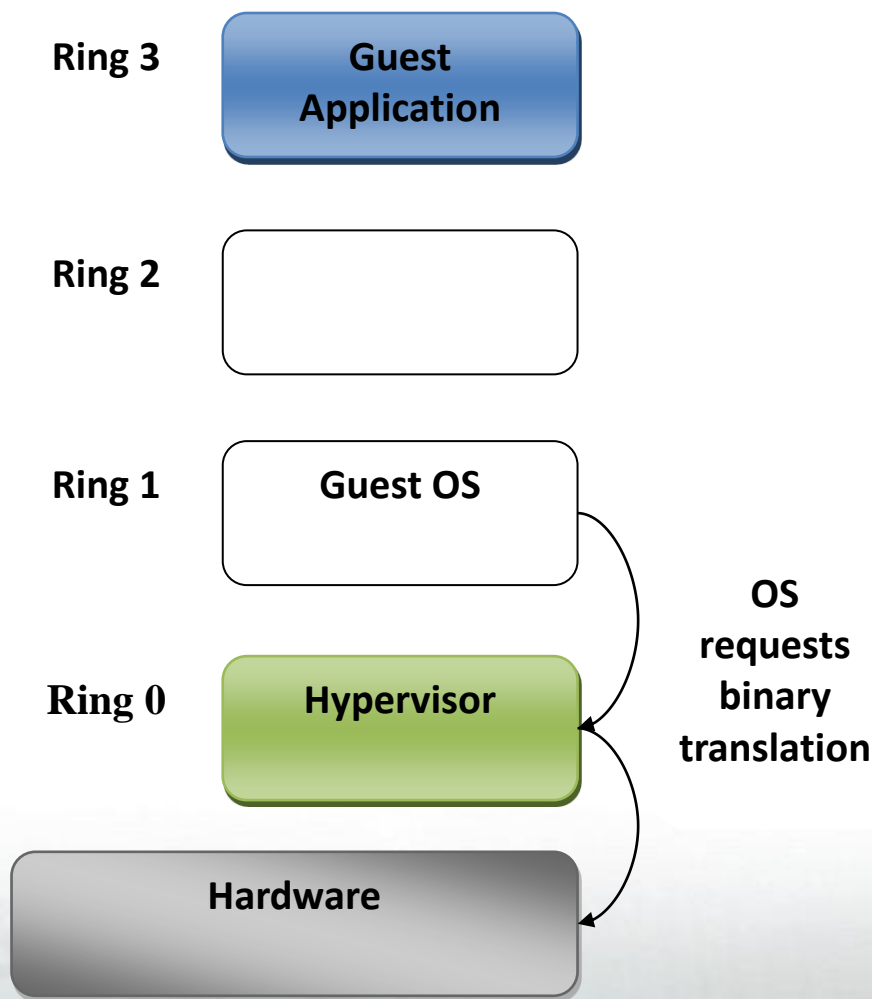 Ring 3
Guest
Application
Ring 2
Ring 1
Guest OS
OS
requests
binary
translation
Ring 0
Hypervisor
Hardware